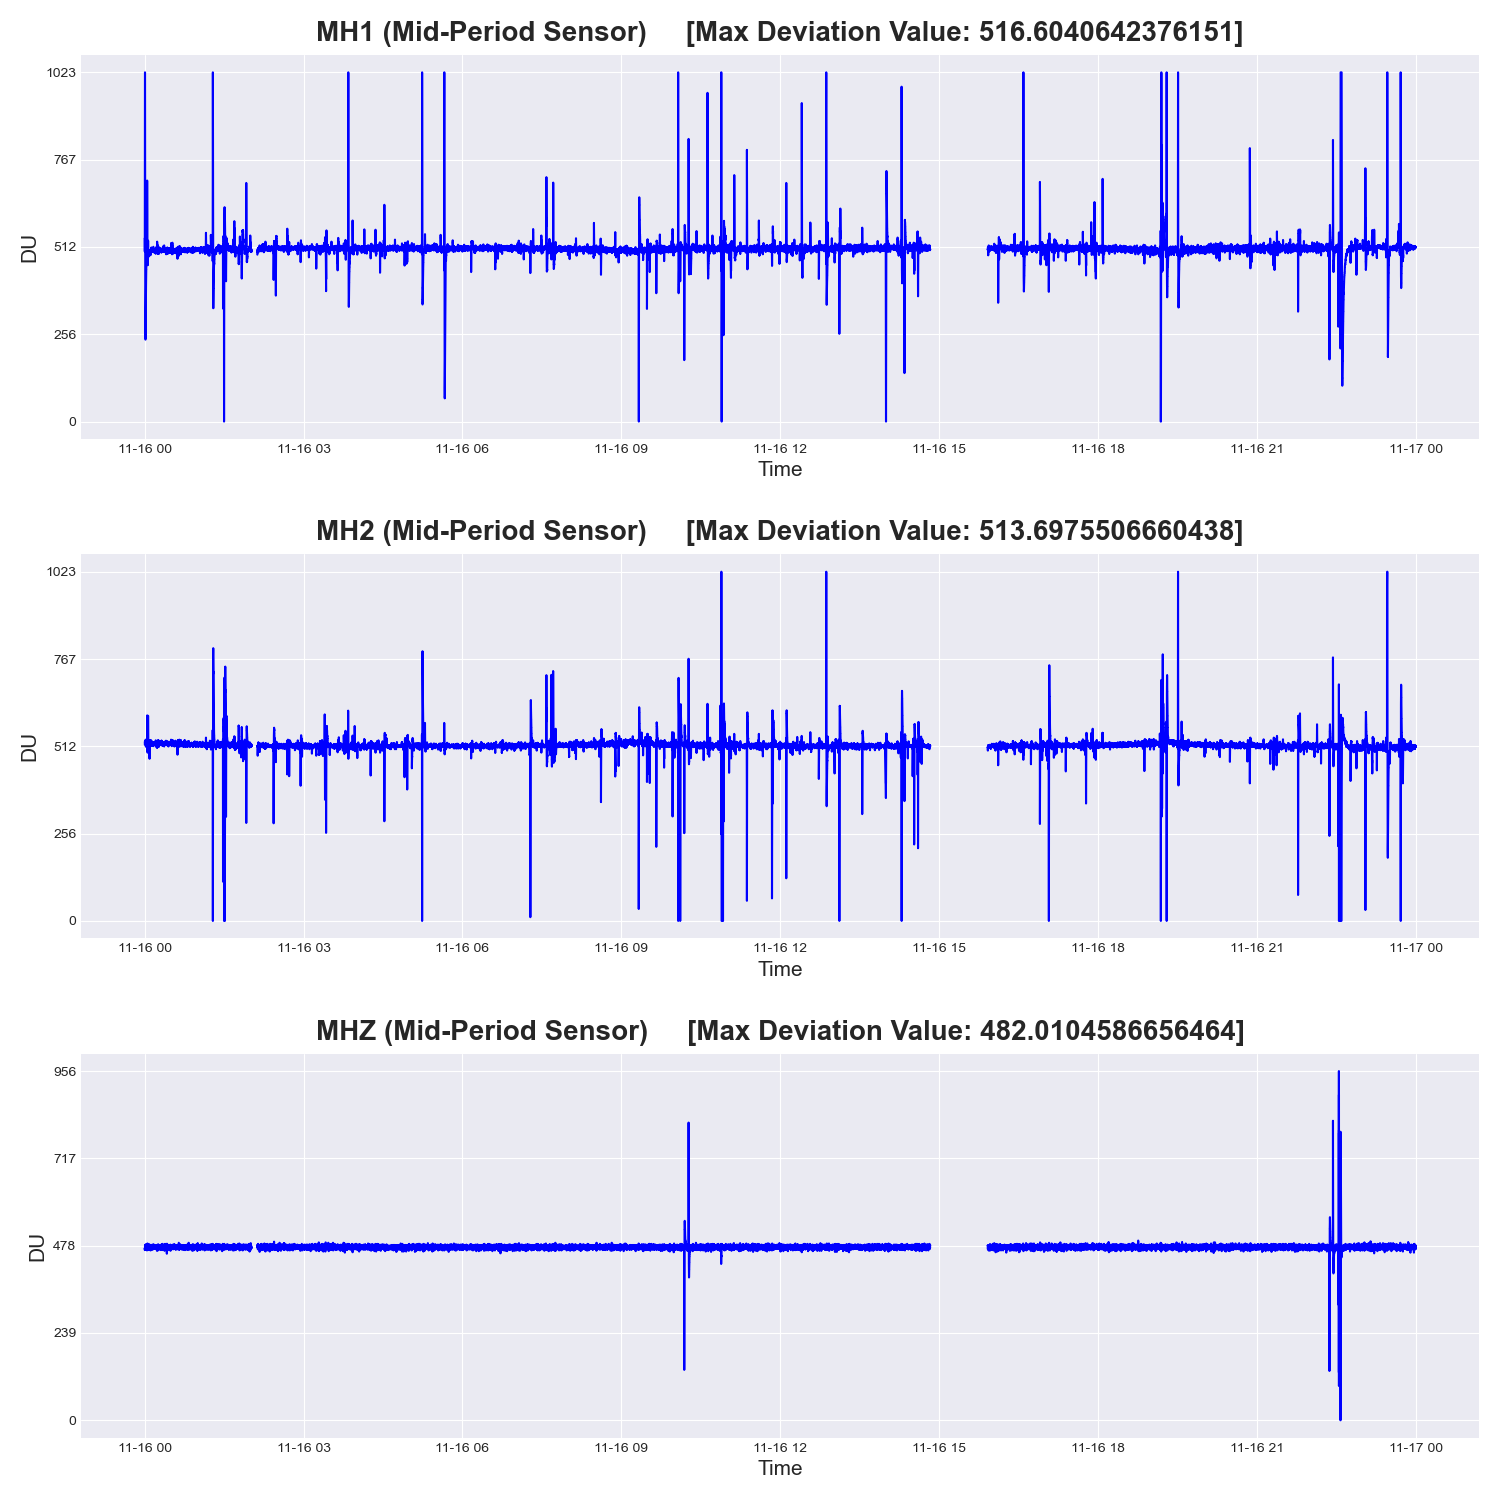 MH1 (Mid-Period Sensor) [Max Deviation Value: 516.6040642376151]
1023
767
512
256
0
DU
11-16 00 11-16 03 11-16 06 11-16 09 11-16 12 11-16 15 11-16 18 11-16 21 11-17 00
Time
MH2 (Mid-Period Sensor) [Max Deviation Value: 513.6975506660438]
1023
767
512
256
0
DU
11-16 00 11-16 03 11-16 06 11-16 09 11-16 12 11-16 15 11-16 18 11-16 21 11-17 00
Time
MHZ (Mid-Period Sensor) [Max Deviation Value: 482.0104586656464]
956
717
478
239
0
DU
11-16 00 11-16 03 11-16 06 11-16 09 11-16 12 11-16 15 11-16 18 11-16 21 11-17 00
Time